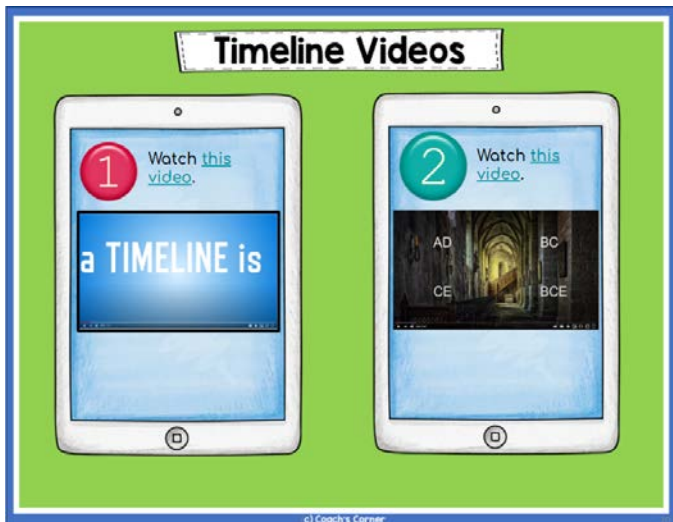 Timeline Videos
1
Watch this
video.
a TIMELINE is
2
Watch this
video.
AD
BC
CE
BCE
c) Coach's Corner